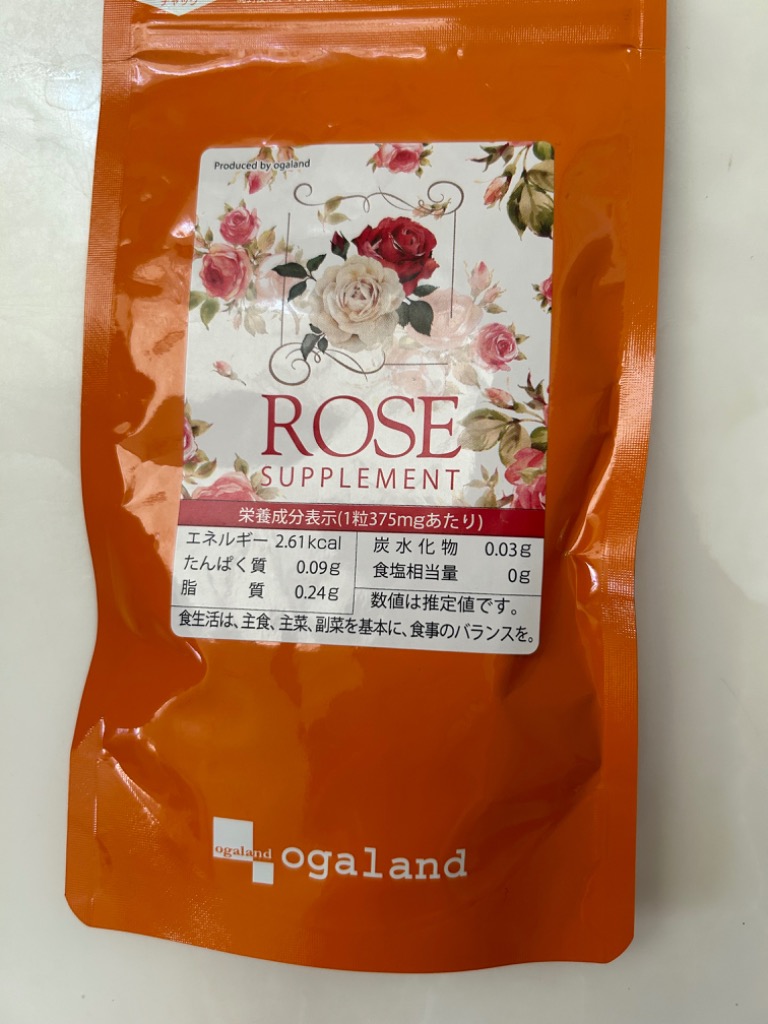 チャック
Produced by ogaland
ROSE
SUPPLEMENT
栄養成分表示(1粒375mgあたり)
エネルギー 2.61kcal
たんぱく質 0.09g
脂 質 0.24g
炭水化物 0.03g
食塩相当量 0g
数値は推定値です。
食生活は、主食、主菜、副菜を基本に、食事のバランスを。
ogaland
ogaland